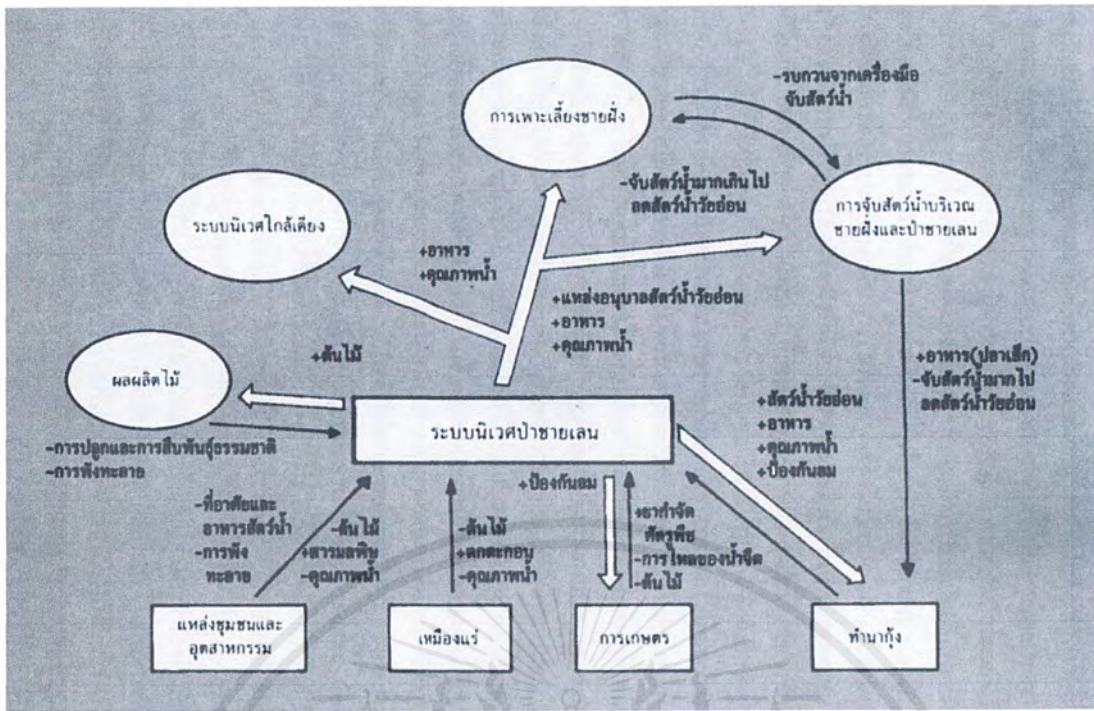 -รบกวนจากเครื่องมือ
จับสัตว์น้ำ
การเพาะเลี้ยงชายฝั่ง
-จับสัตว์น้ำมากเกินไป
ลดสัตว์น้ำวัยอ่อน
การจับสัตว์น้ำบริเวณ
ชายฝั่งและป่าชายเลน
ระบบนิเวศใกล้เคียง
+อาหาร
+คุณภาพน้ำ
+แหล่งอนุบาลสัตว์น้ำวัยอ่อน
+อาหาร
+คุณภาพน้ำ
+ต้นไม้
ผลผลิตไม้
+อาหาร(ปลาเล็ก)
-จับสัตว์น้ำมากไป
ลดสัตว์น้ำวัยอ่อน
ระบบนิเวศป่าชายเลน
+สัตว์น้ำวัยอ่อน
+อาหาร
+คุณภาพน้ำ
+ป้องกันลม
-การปลูกและการสืบพันธุ์ธรรมชาติ
-การพังทะลาย
+ป้องกันลม
-ที่อาศัยและ
อาหารสัตว์น้ำ
-การพัง
ทะลาย
-ต้นไม้
+สารมลพิษ
-คุณภาพน้ำ
-ต้นไม้
+ตกตะกอน
-คุณภาพน้ำ
+ยากำจัด
ศัตรูพืช
-การไหลของน้ำจืด
-ต้นไม้
แหล่งชุมชนและ
อุตสาหกรรม
เหมืองแร่
การเกษตร
ทำนากุ้ง